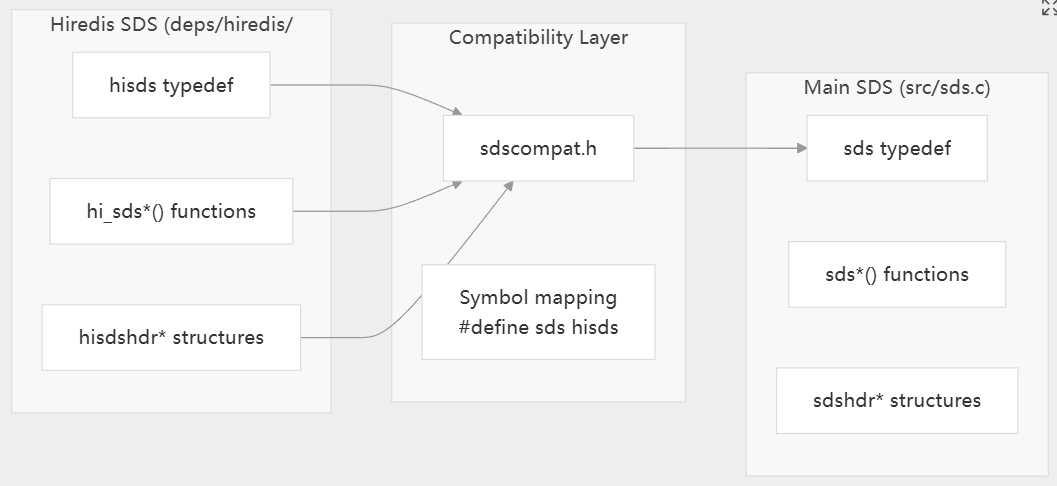 Hiredis SDS (deps/hiredis/
hisds typedef
hi_sds*() functions
hisdshdr* structures
Compatibility Layer
sdscompat.h
Symbol mapping
#define sds hisds
Main SDS (src/sds.c)
sds typedef
sds*() functions
sdshdr* structures